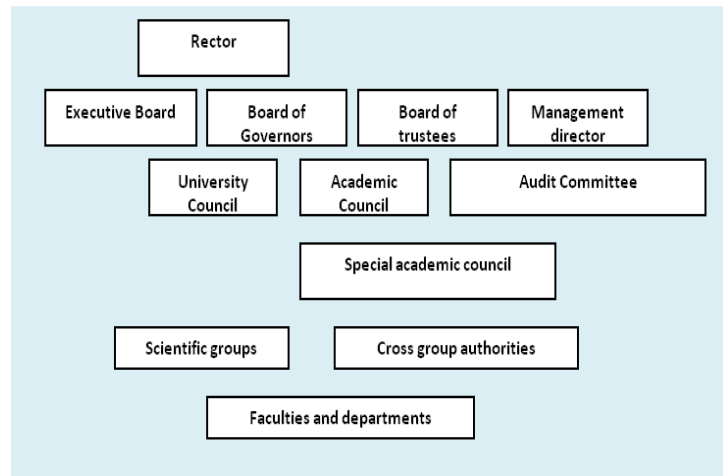 Rector
Executive Board
Board of
Governors
Board of
trustees
Management
director
University
Council
Academic
Council
Audit Committee
Special academic council
Scientific groups
Cross group authorities
Faculties and departments